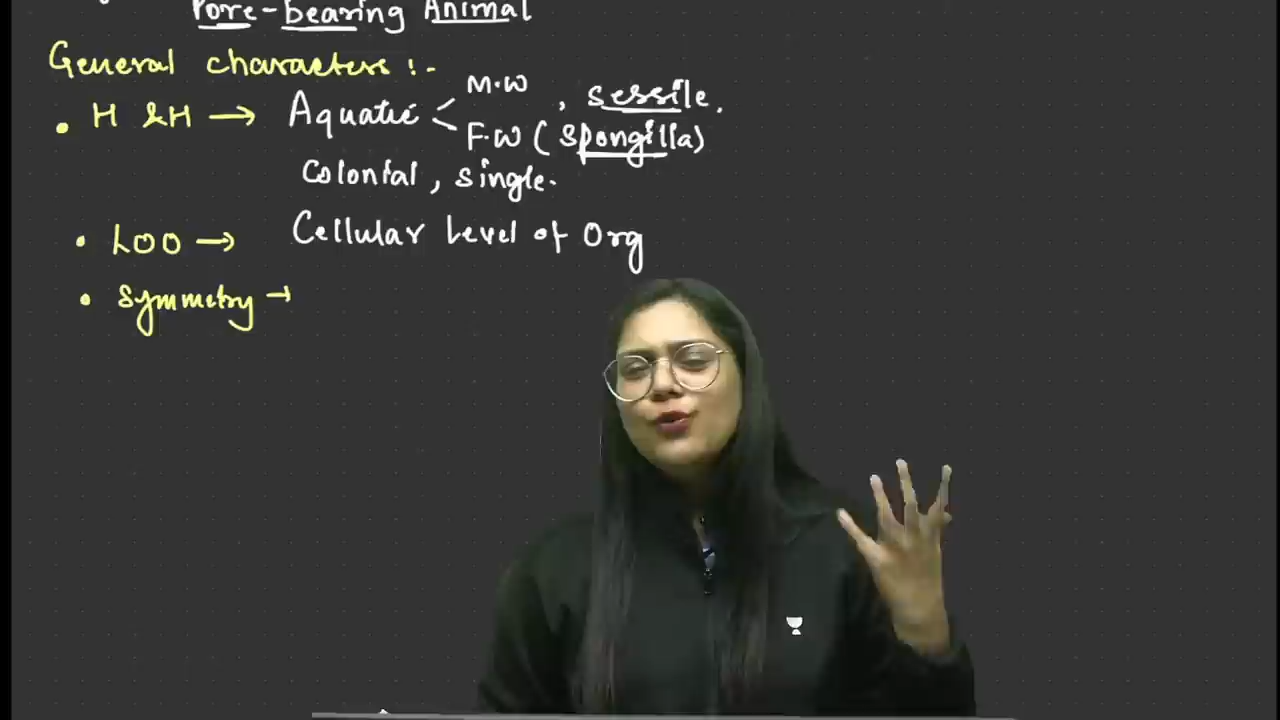 Pore-bearing Animal
General characters :-
• H & H → Aquatic < M.W , sessile.
F.W (Spongilla)
Colonial, single.
• LOO → Cellular level of Org
• Symmetry →